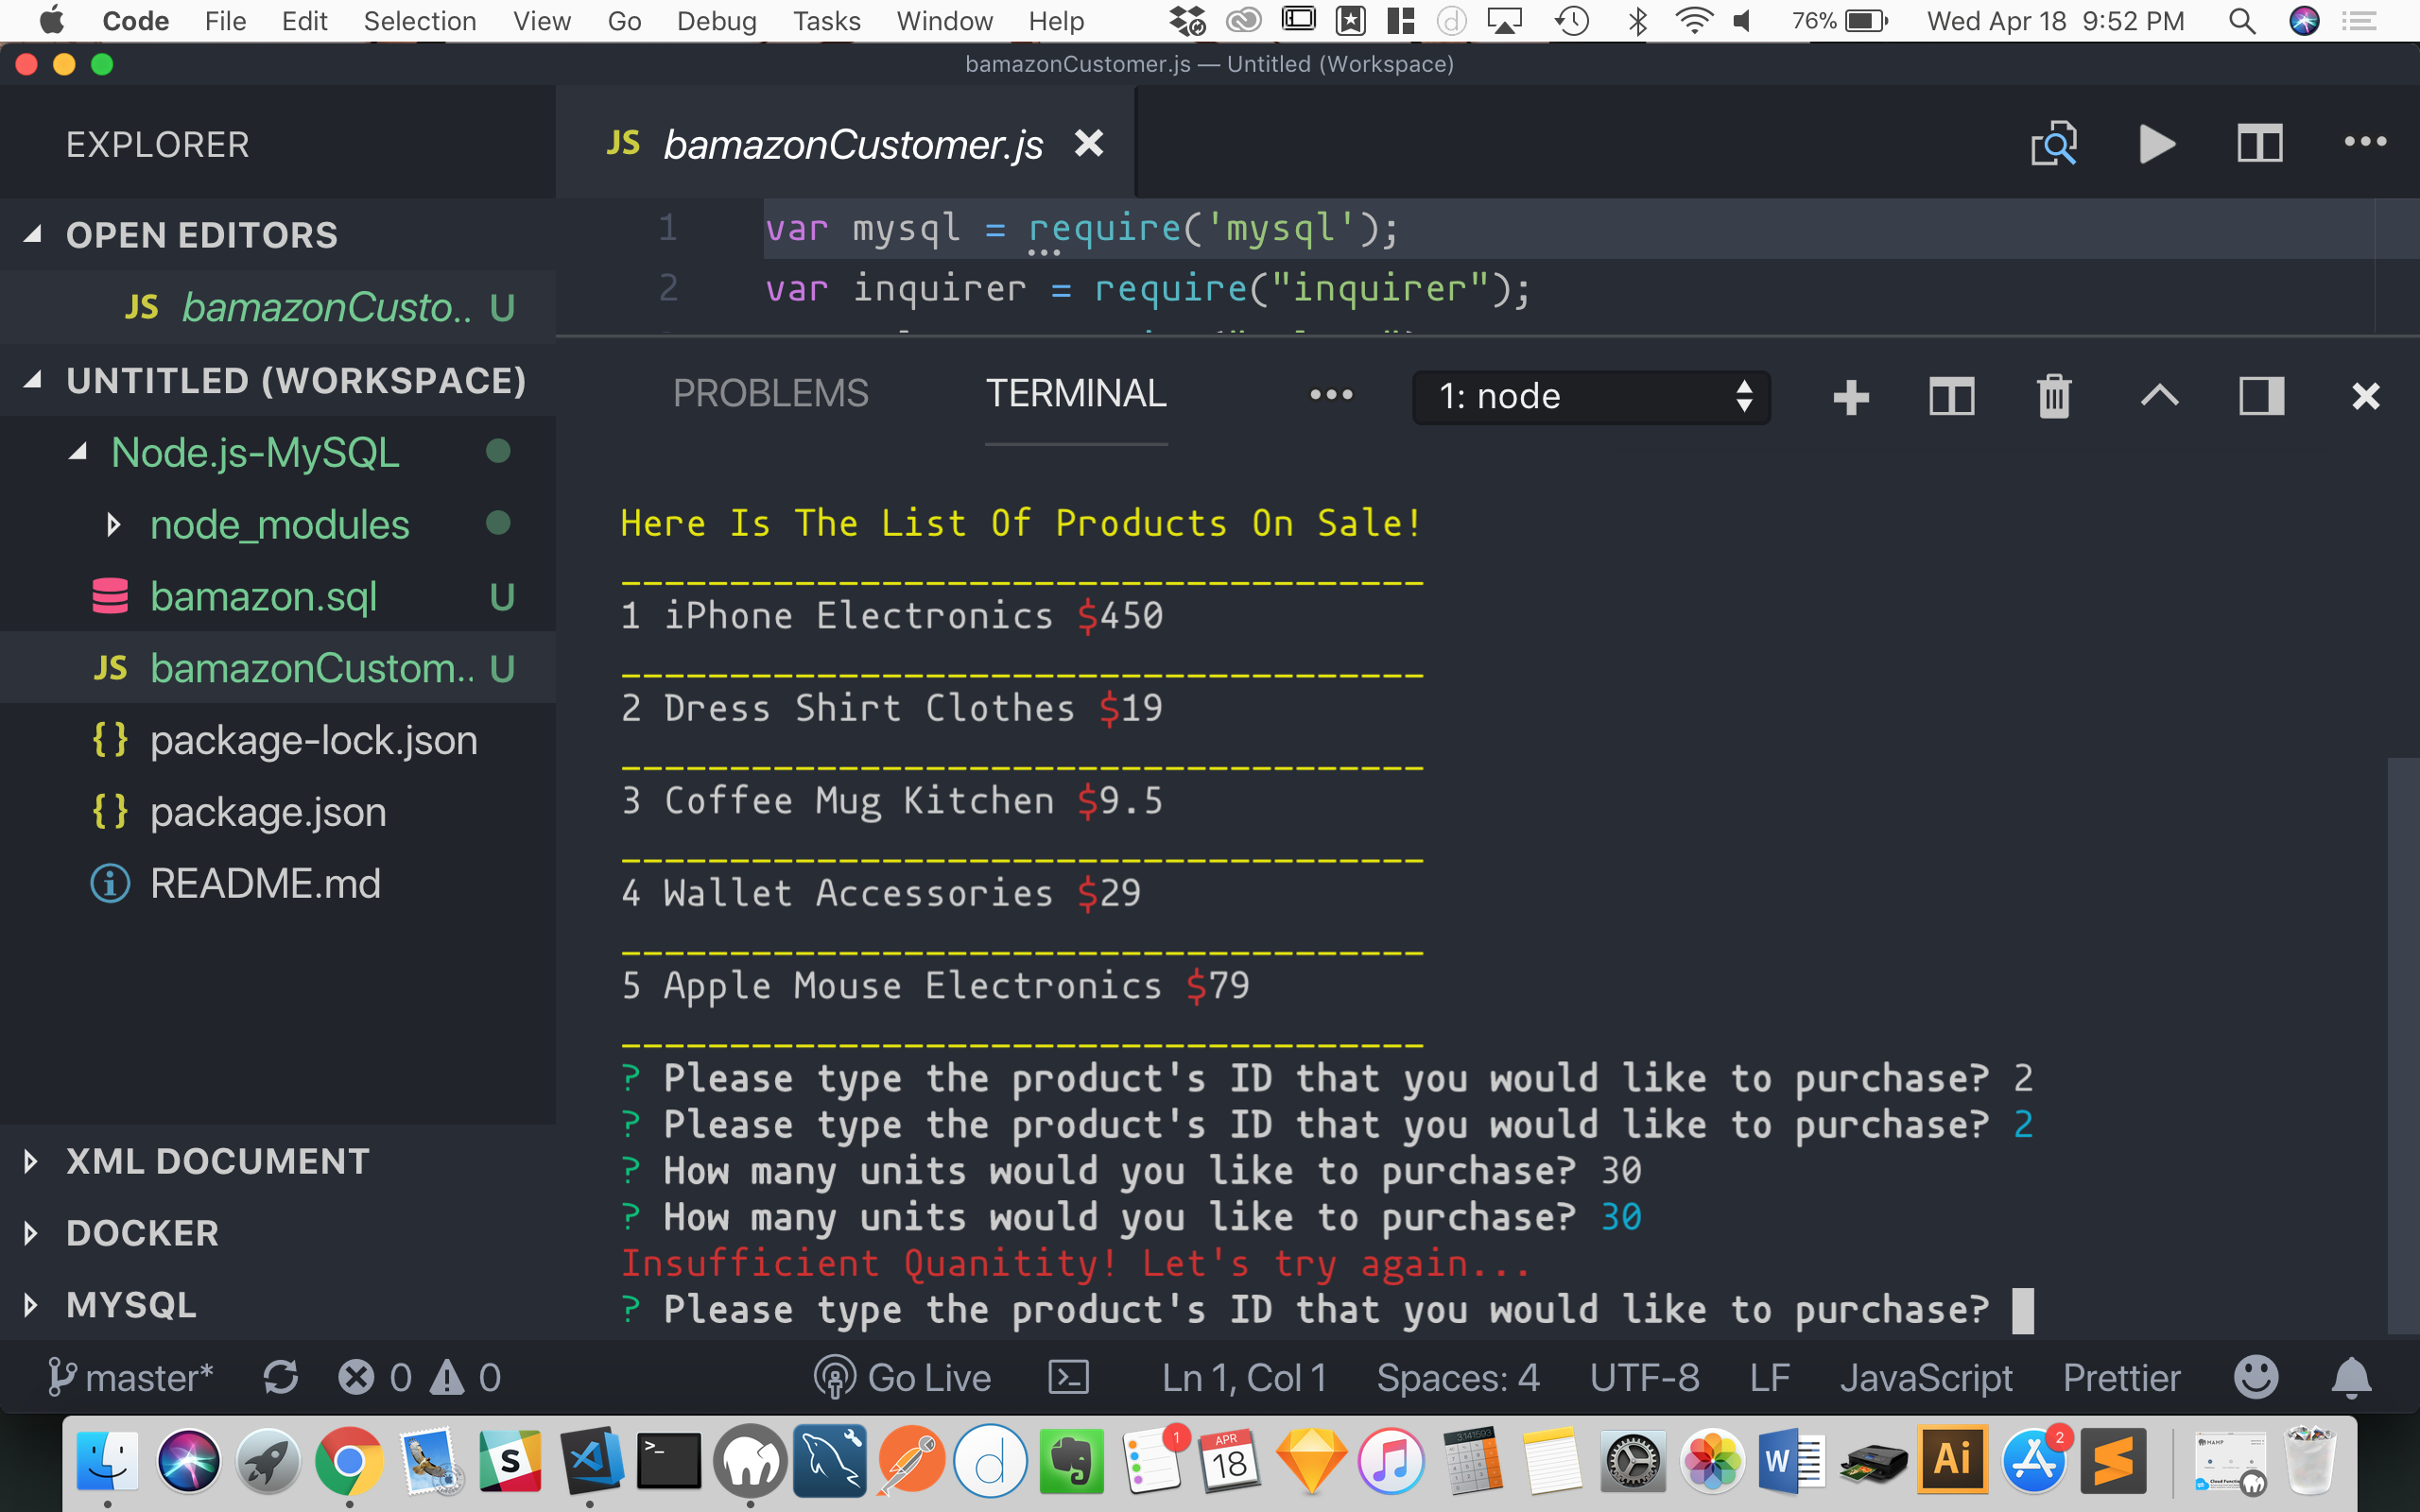 Code File Edit Selection View Go Debug Tasks Window Help 76% Wed Apr 18 9:52 PM
bamazonCustomer.js — Untitled (Workspace)
EXPLORER
JS bamazonCustomer.js
OPEN EDITORS
JS bamazonCusto.. U
UNTITLED (WORKSPACE)
Node.js-MySQL
node_modules
bamazon.sql U
JS bamazonCustom.. U
{} package-lock.json
{} package.json
README.md
XML DOCUMENT
DOCKER
MYSQL
1 var mysql = require('mysql');
2 var inquirer = require("inquirer");
PROBLEMS TERMINAL ••• 1: node
Here Is The List Of Products On Sale!
_____________________________________
1 iPhone Electronics $450
_____________________________________
2 Dress Shirt Clothes $19
_____________________________________
3 Coffee Mug Kitchen $9.5
_____________________________________
4 Wallet Accessories $29
_____________________________________
5 Apple Mouse Electronics $79
_____________________________________
? Please type the product's ID that you would like to purchase? 2
? Please type the product's ID that you would like to purchase? 2
? How many units would you like to purchase? 30
? How many units would you like to purchase? 30
Insufficient Quanitity! Let's try again...
? Please type the product's ID that you would like to purchase?
master* 0 0 Go Live Ln 1, Col 1 Spaces: 4 UTF-8 LF JavaScript Prettier
S >_ d 1 APR 18 3.141593 W Ai 2 S